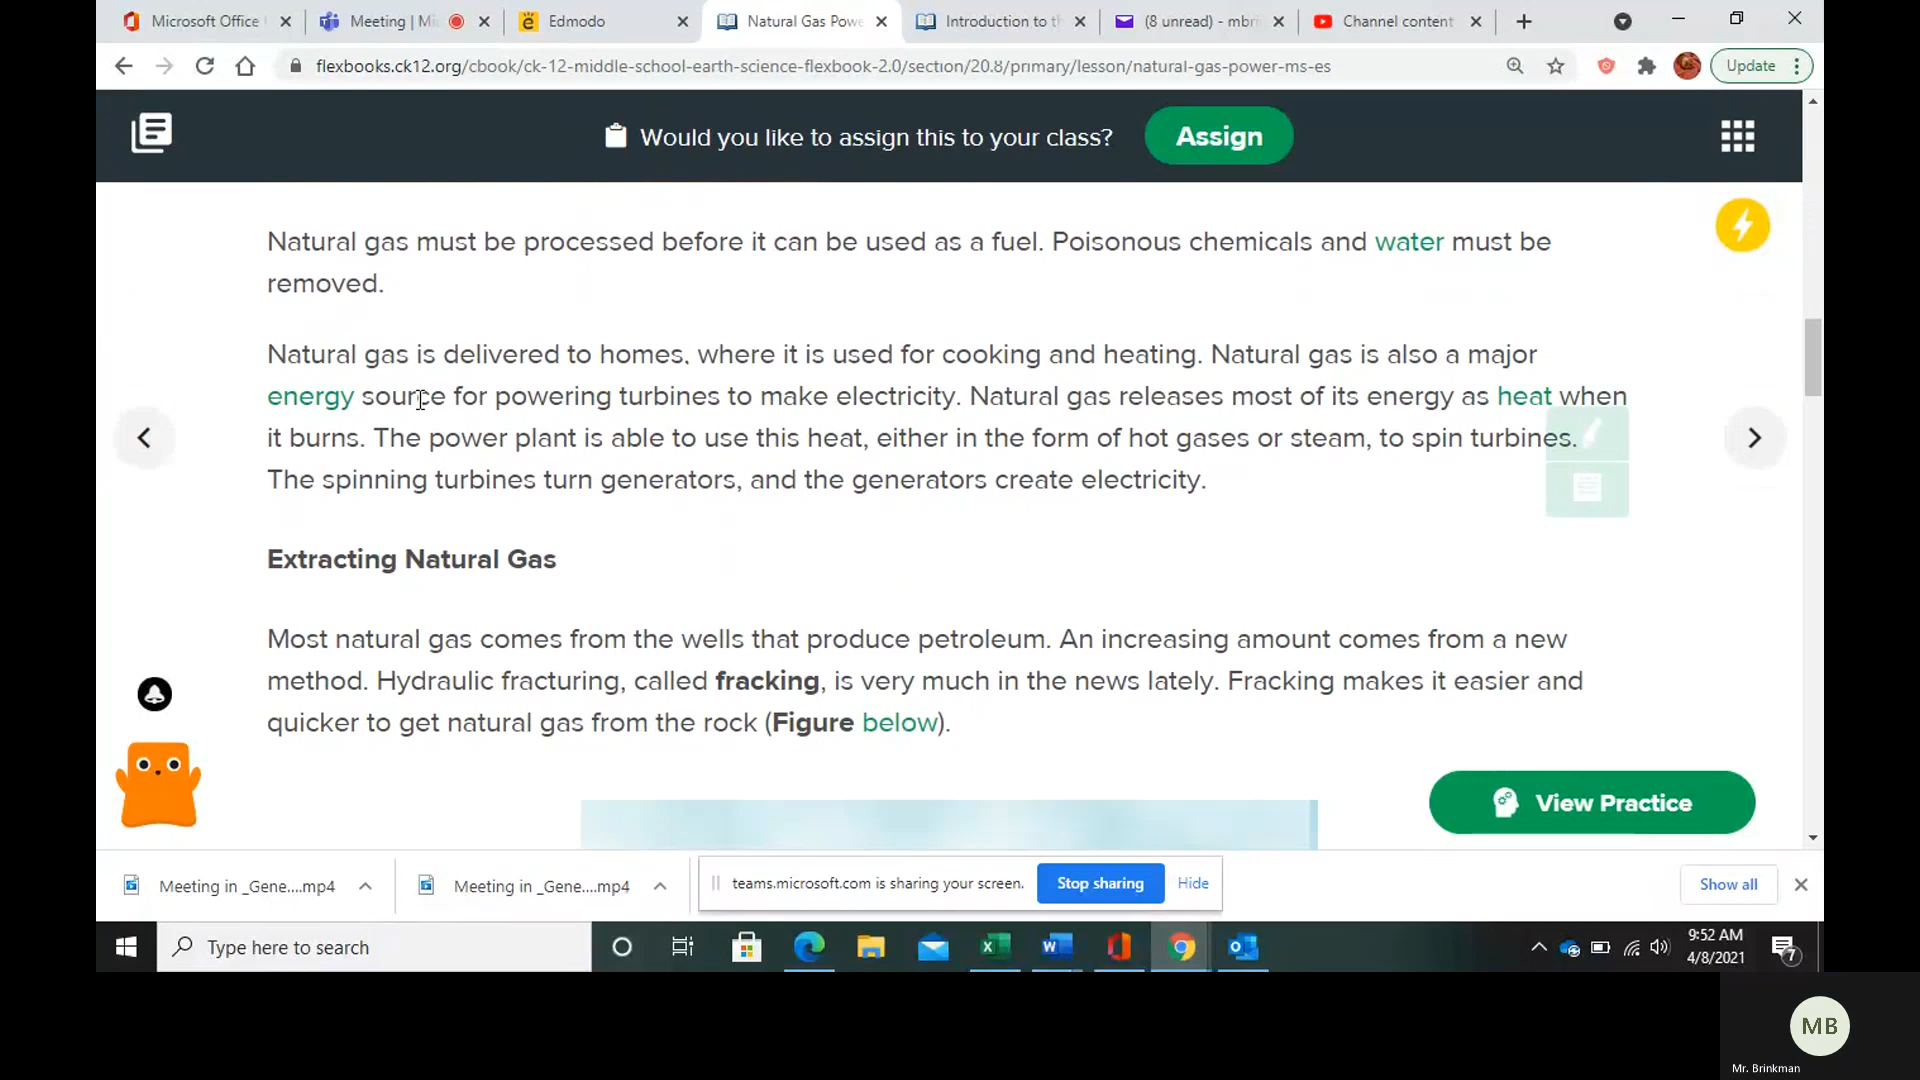 Microsoft Office
Meeting | Mi
Edmodo
Natural Gas Powe
Introduction to th
(8 unread) - mbri
Channel content
flexbooks.ck12.org/cbook/ck-12-middle-school-earth-science-flexbook-2.0/section/20.8/primary/lesson/natural-gas-power-ms-es
Update
Would you like to assign this to your class?
Assign
Natural gas must be processed before it can be used as a fuel. Poisonous chemicals and water must be
removed.
Natural gas is delivered to homes, where it is used for cooking and heating. Natural gas is also a major
energy source for powering turbines to make electricity. Natural gas releases most of its energy as heat when
it burns. The power plant is able to use this heat, either in the form of hot gases or steam, to spin turbines.
The spinning turbines turn generators, and the generators create electricity.
Extracting Natural Gas
Most natural gas comes from the wells that produce petroleum. An increasing amount comes from a new
method. Hydraulic fracturing, called fracking, is very much in the news lately. Fracking makes it easier and
quicker to get natural gas from the rock (Figure below).
View Practice
Meeting in _Gene....mp4
Meeting in _Gene....mp4
teams.microsoft.com is sharing your screen.
Stop sharing
Hide
Show all
Type here to search
9:52 AM
4/8/2021
7
MB
Mr. Brinkman